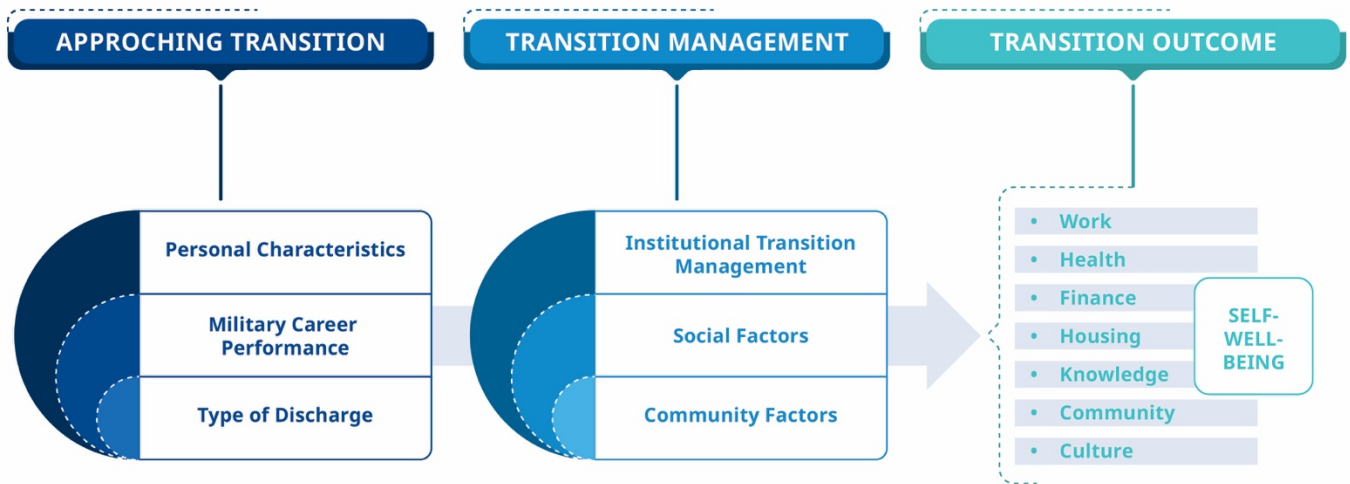 APPROCHING TRANSITION
TRANSITION MANAGEMENT
TRANSITION OUTCOME
Personal Characteristics
Military Career
Performance
Type of Discharge
Institutional Transition
Management
Social Factors
Community Factors
• Work
• Health
• Finance
• Housing
• Knowledge
• Community
• Culture
SELF-
WELL-
BEING